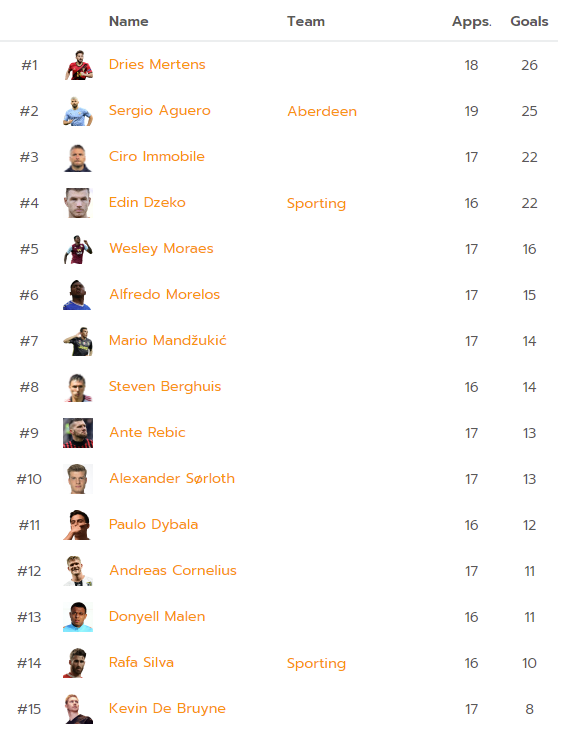 Name Team Apps. Goals
#1 Dries Mertens 18 26
#2 Sergio Aguero Aberdeen 19 25
#3 Ciro Immobile 17 22
#4 Edin Dzeko Sporting 16 22
#5 Wesley Moraes 17 16
#6 Alfredo Morelos 17 15
#7 Mario Mandžukić 17 14
#8 Steven Berghuis 16 14
#9 Ante Rebic 17 13
#10 Alexander Sørloth 17 13
#11 Paulo Dybala 16 12
#12 Andreas Cornelius 17 11
#13 Donyell Malen 16 11
#14 Rafa Silva Sporting 16 10
#15 Kevin De Bruyne 17 8